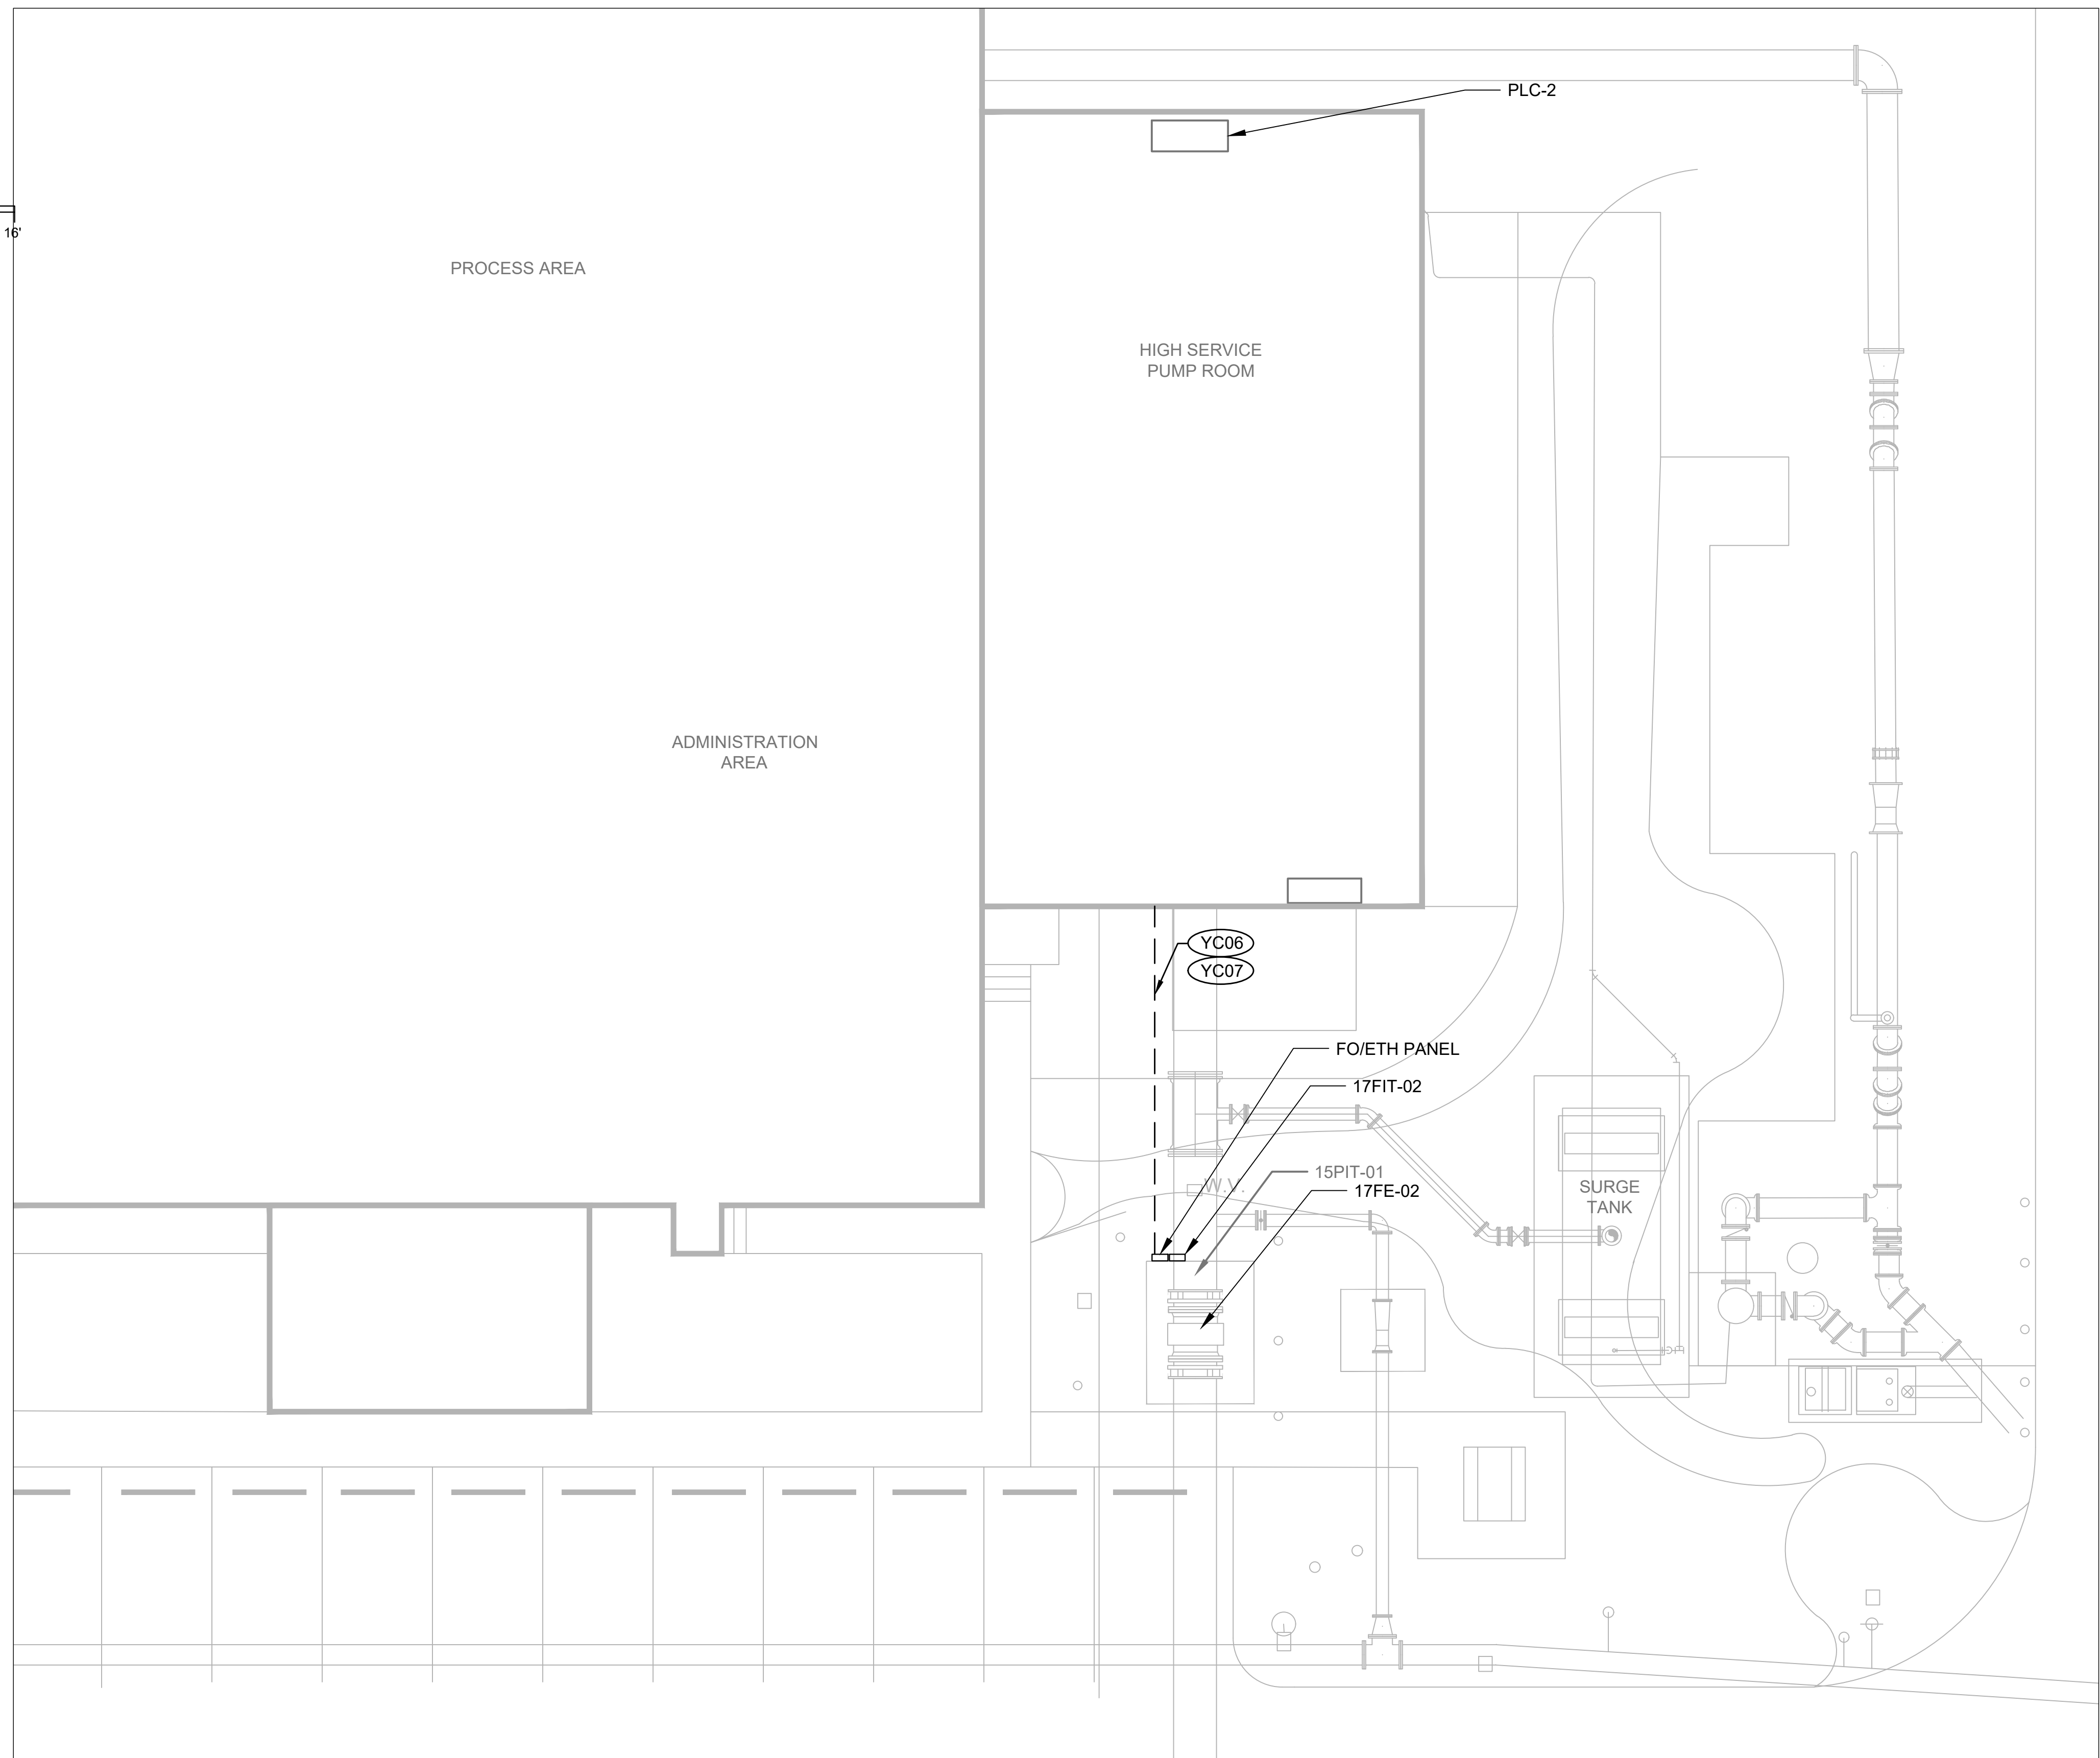 PLC-2
16'
PROCESS AREA
HIGH SERVICE
PUMP ROOM
ADMINISTRATION
AREA
YC06
YC07
FO/ETH PANEL
17FIT-02
15PIT-01
W.V.
17FE-02
SURGE
TANK